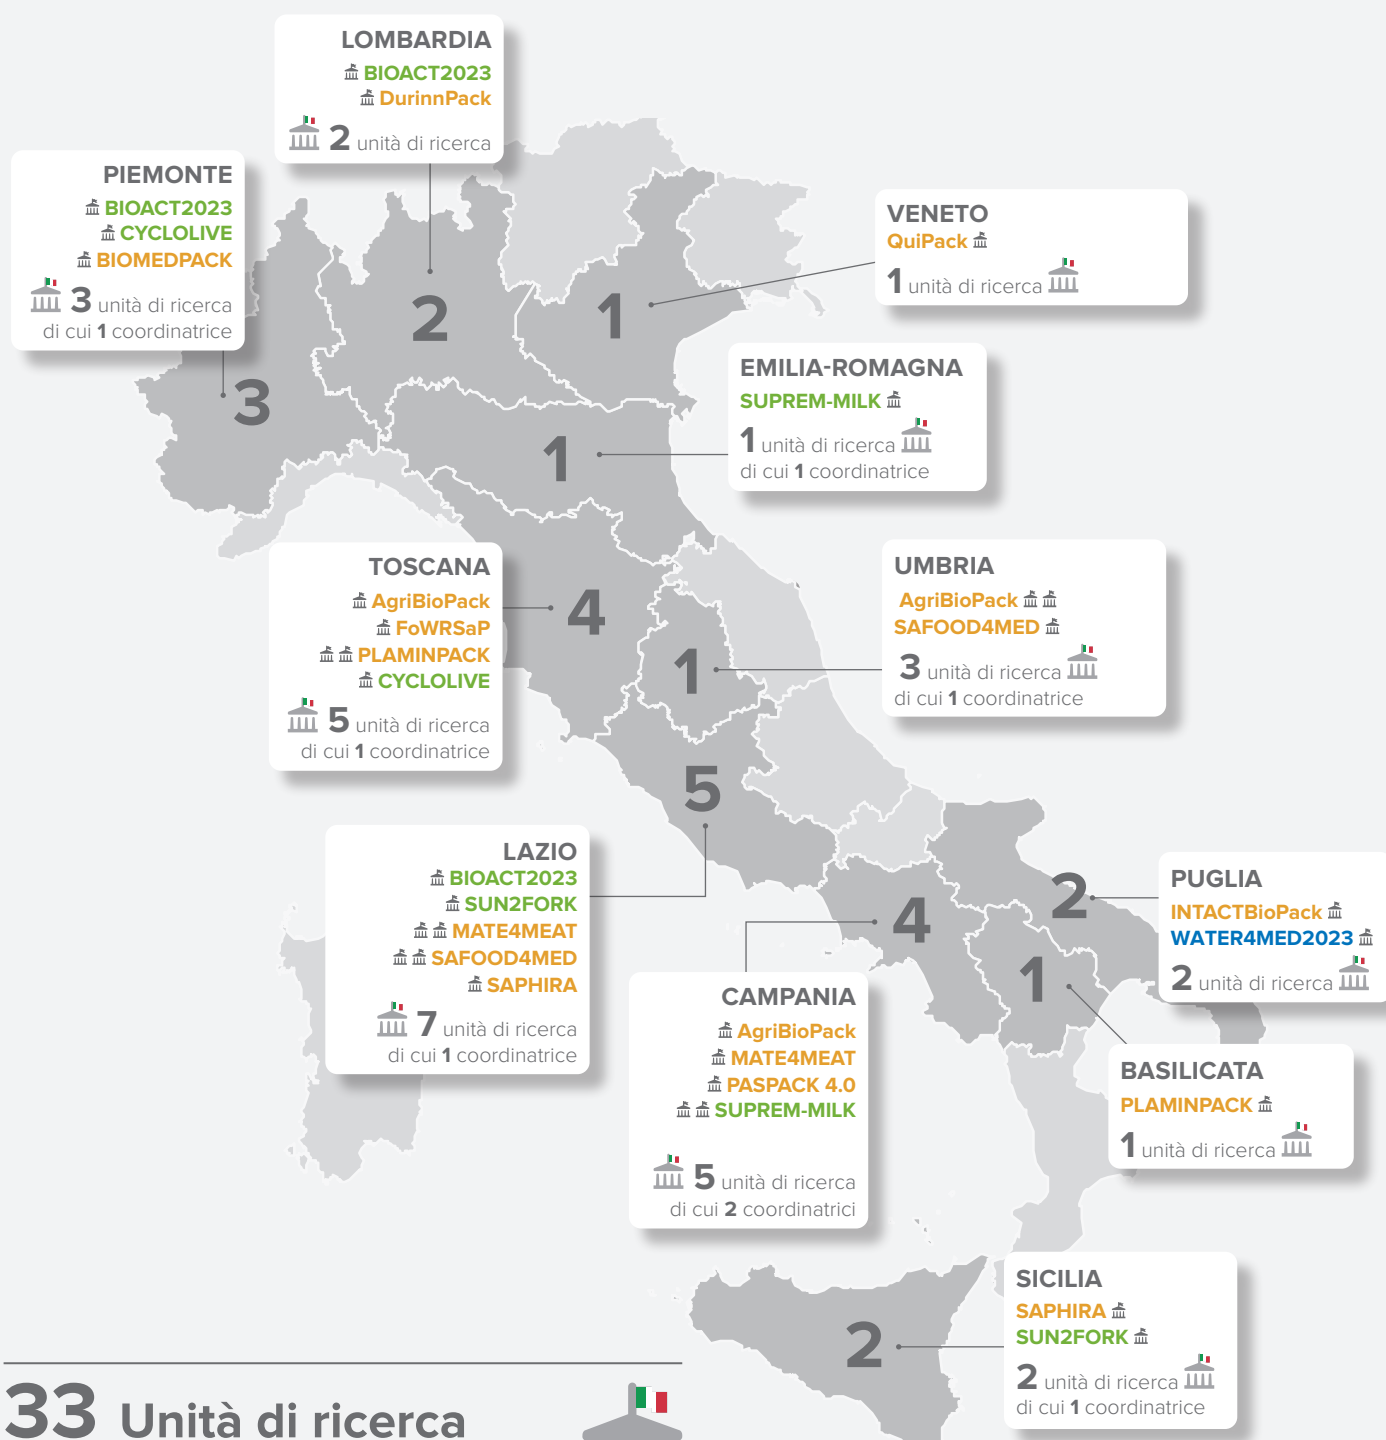 LOMBARDIA
BIOACT2023
DurinnPack
2 unità di ricerca
PIEMONTE
BIOACT2023
CYCLOLIVE
BIOMEDPACK
3 unità di ricerca
di cui 1 coordinatrice
VENETO
QuiPack
1 unità di ricerca
2
1
3
EMILIA-ROMAGNA
SUPREM-MILK
1 unità di ricerca
di cui 1 coordinatrice
1
TOSCANA
AgriBioPack
FoWRSaP
PLAMINPACK
CYCLOLIVE
5 unità di ricerca
di cui 1 coordinatrice
4
UMBRIA
AgriBioPack
SAFOOD4MED
3 unità di ricerca
di cui 1 coordinatrice
1
5
LAZIO
BIOACT2023
SUN2FORK
MATE4MEAT
SAFOOD4MED
SAPHIRA
7 unità di ricerca
di cui 1 coordinatrice
4
2
1
PUGLIA
INTACTBioPack
WATER4MED2023
2 unità di ricerca
CAMPANIA
AgriBioPack
MATE4MEAT
PASPACK 4.0
SUPREM-MILK
5 unità di ricerca
di cui 2 coordinatrici
BASILICATA
PLAMINPACK
1 unità di ricerca
SICILIA
SAPHIRA
SUN2FORK
2 unità di ricerca
di cui 1 coordinatrice
2
33 Unità di ricerca